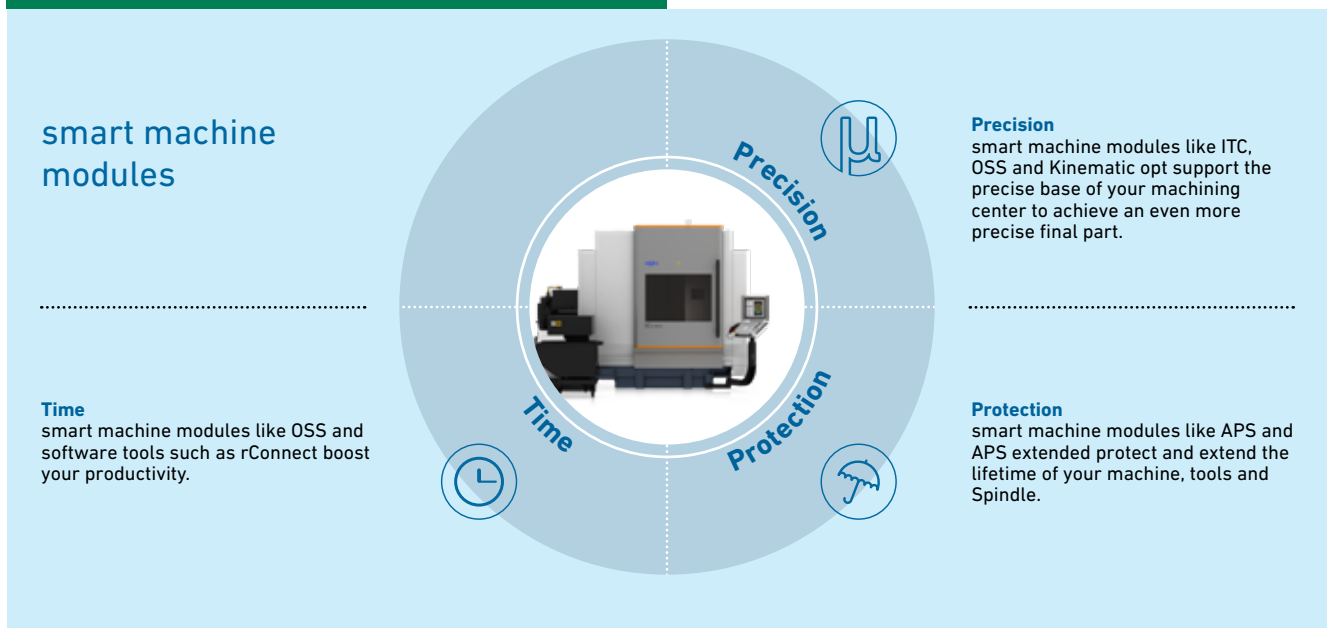 smart machine
modules
Precision
Precision
smart machine modules like ITC,
OSS and Kinematic opt support the
precise base of your machining
center to achieve an even more
precise final part.
Time
smart machine modules like OSS and
software tools such as rConnect boost
your productivity.
Time
Protection
Protection
smart machine modules like APS and
APS extended protect and extend the
lifetime of your machine, tools and
Spindle.
μ